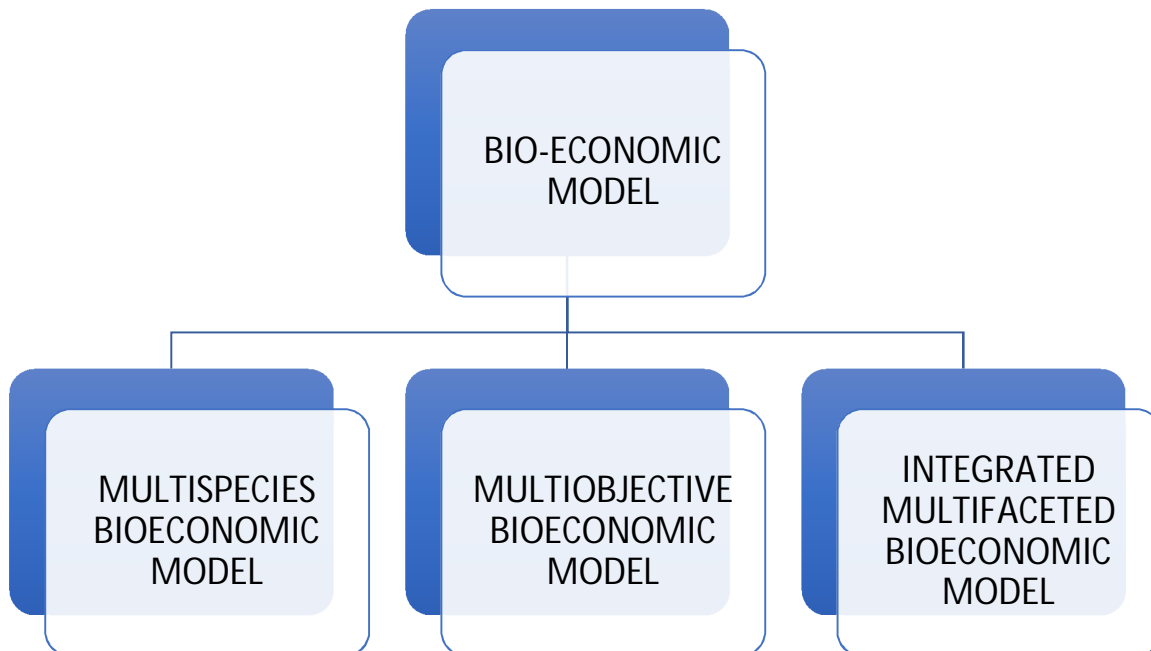 BIO-ECONOMIC
MODEL
MULTISPECIES
BIOECONOMIC
MODEL
MULTIOBJECTIVE
BIOECONOMIC
MODEL
INTEGRATED
MULTIFACETED
BIOECONOMIC
MODEL